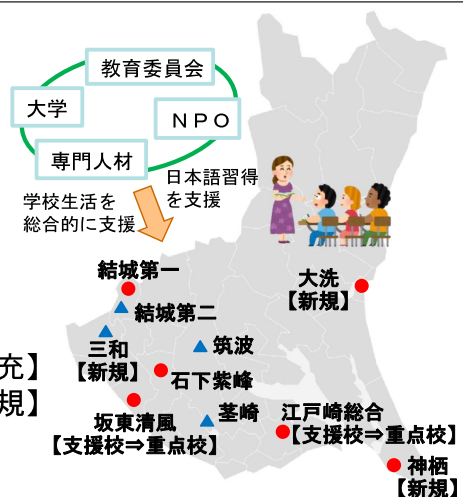 教育委員会
大学
ＮＰＯ
専門人材
日本語習得
を支援
学校生活を
総合的に支援
結城第一
大洗
【新規】
結城第二
三和
【新規】
筑波
充】
石下紫峰
規】
坂東清風
【支援校⇒重点校】
茎崎
江戸崎総合
【支援校⇒重点校】
神栖
【新規】